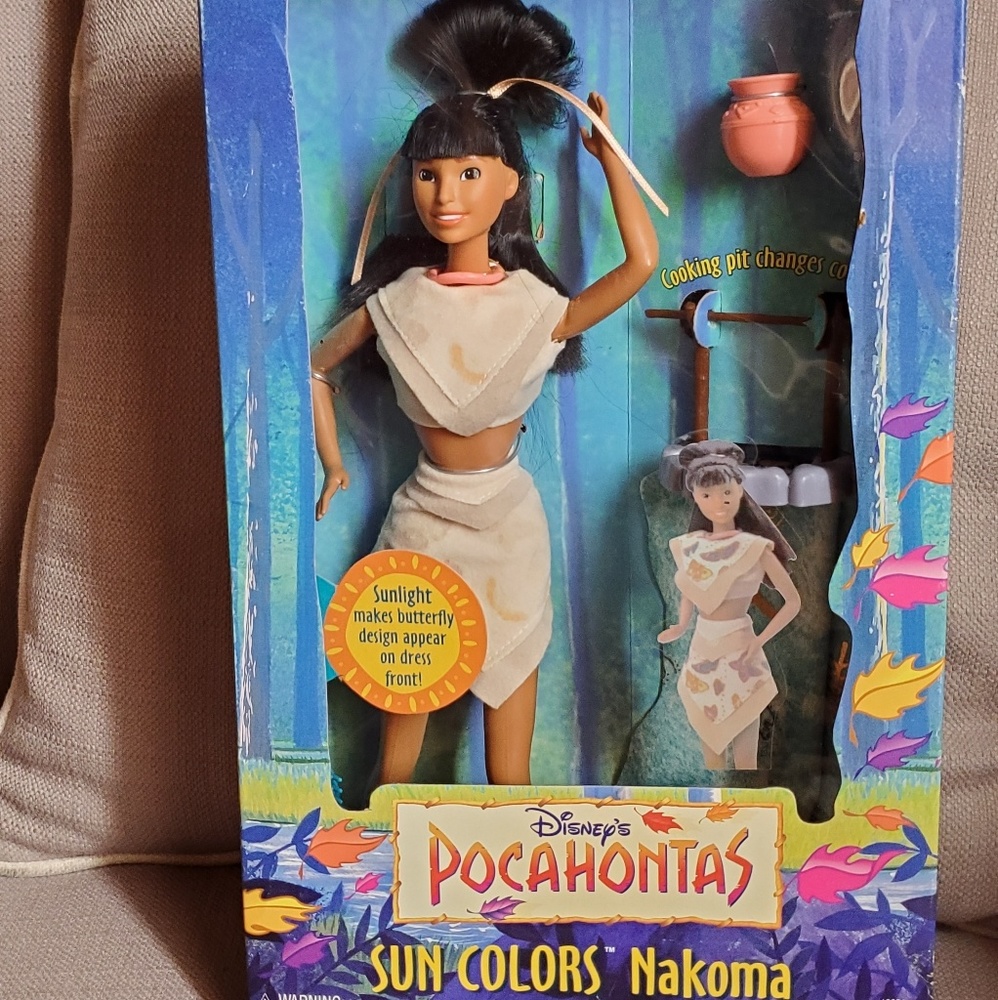 Cooking pit changes co
Sunlight
makes butterfly
design appear
on dress
front!
Disney's
POCAHONTAS
SUN COLORS™ Nakoma
⚠ WARNING